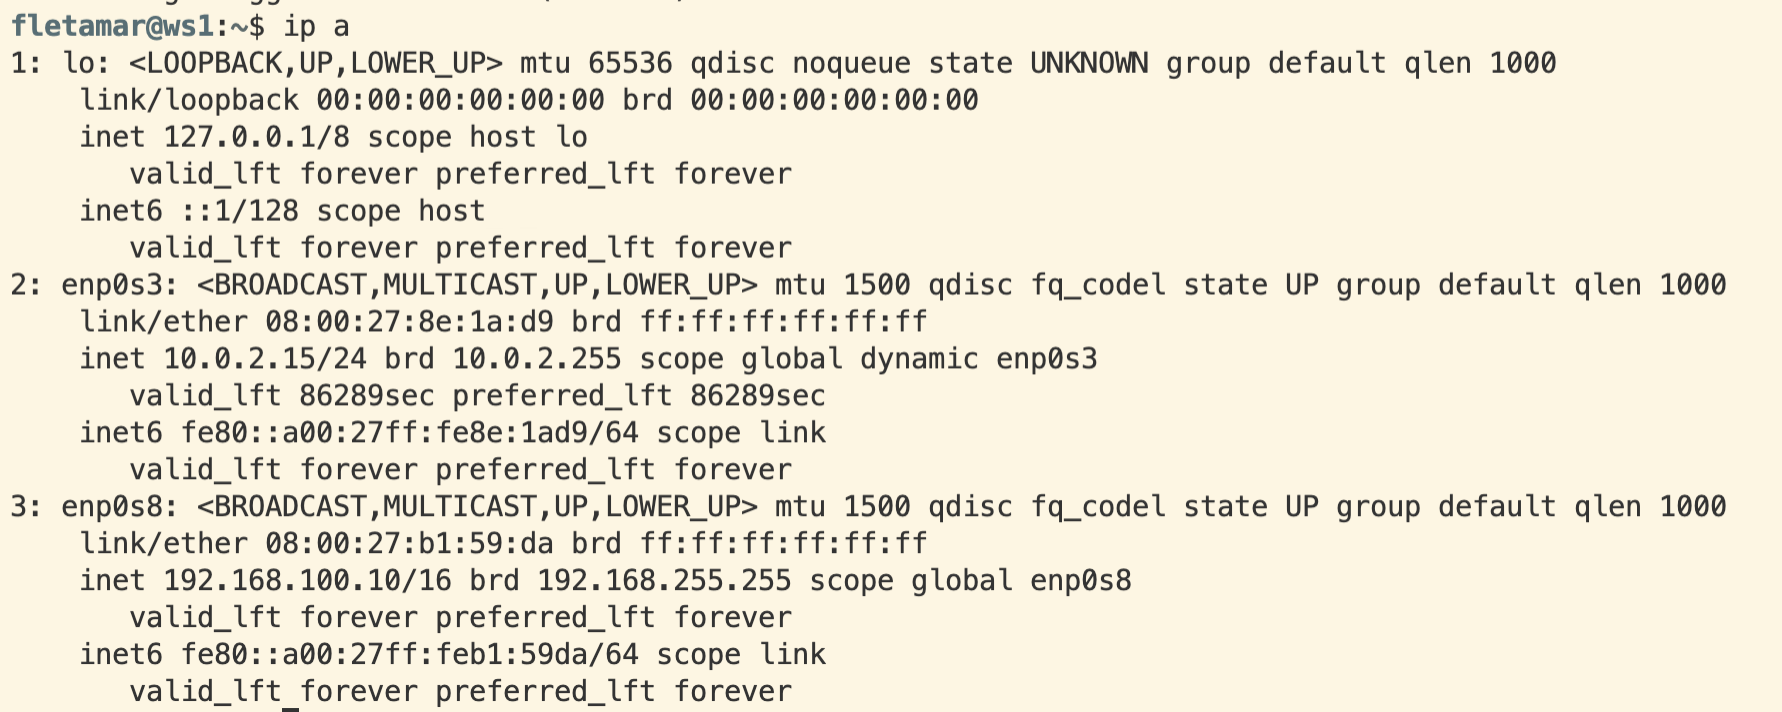 fletamar@ws1:~$ ip a
1: lo: <LOOPBACK,UP,LOWER_UP> mtu 65536 qdisc noqueue state UNKNOWN group default qlen 1000
    link/loopback 00:00:00:00:00:00 brd 00:00:00:00:00:00
    inet 127.0.0.1/8 scope host lo
       valid_lft forever preferred_lft forever
    inet6 ::1/128 scope host
       valid_lft forever preferred_lft forever
2: enp0s3: <BROADCAST,MULTICAST,UP,LOWER_UP> mtu 1500 qdisc fq_codel state UP group default qlen 1000
    link/ether 08:00:27:8e:1a:d9 brd ff:ff:ff:ff:ff:ff
    inet 10.0.2.15/24 brd 10.0.2.255 scope global dynamic enp0s3
       valid_lft 86289sec preferred_lft 86289sec
    inet6 fe80::a00:27ff:fe8e:1ad9/64 scope link
       valid_lft forever preferred_lft forever
3: enp0s8: <BROADCAST,MULTICAST,UP,LOWER_UP> mtu 1500 qdisc fq_codel state UP group default qlen 1000
    link/ether 08:00:27:b1:59:da brd ff:ff:ff:ff:ff:ff
    inet 192.168.100.10/16 brd 192.168.255.255 scope global enp0s8
       valid_lft forever preferred_lft forever
    inet6 fe80::a00:27ff:feb1:59da/64 scope link
       valid_lft forever preferred_lft forever